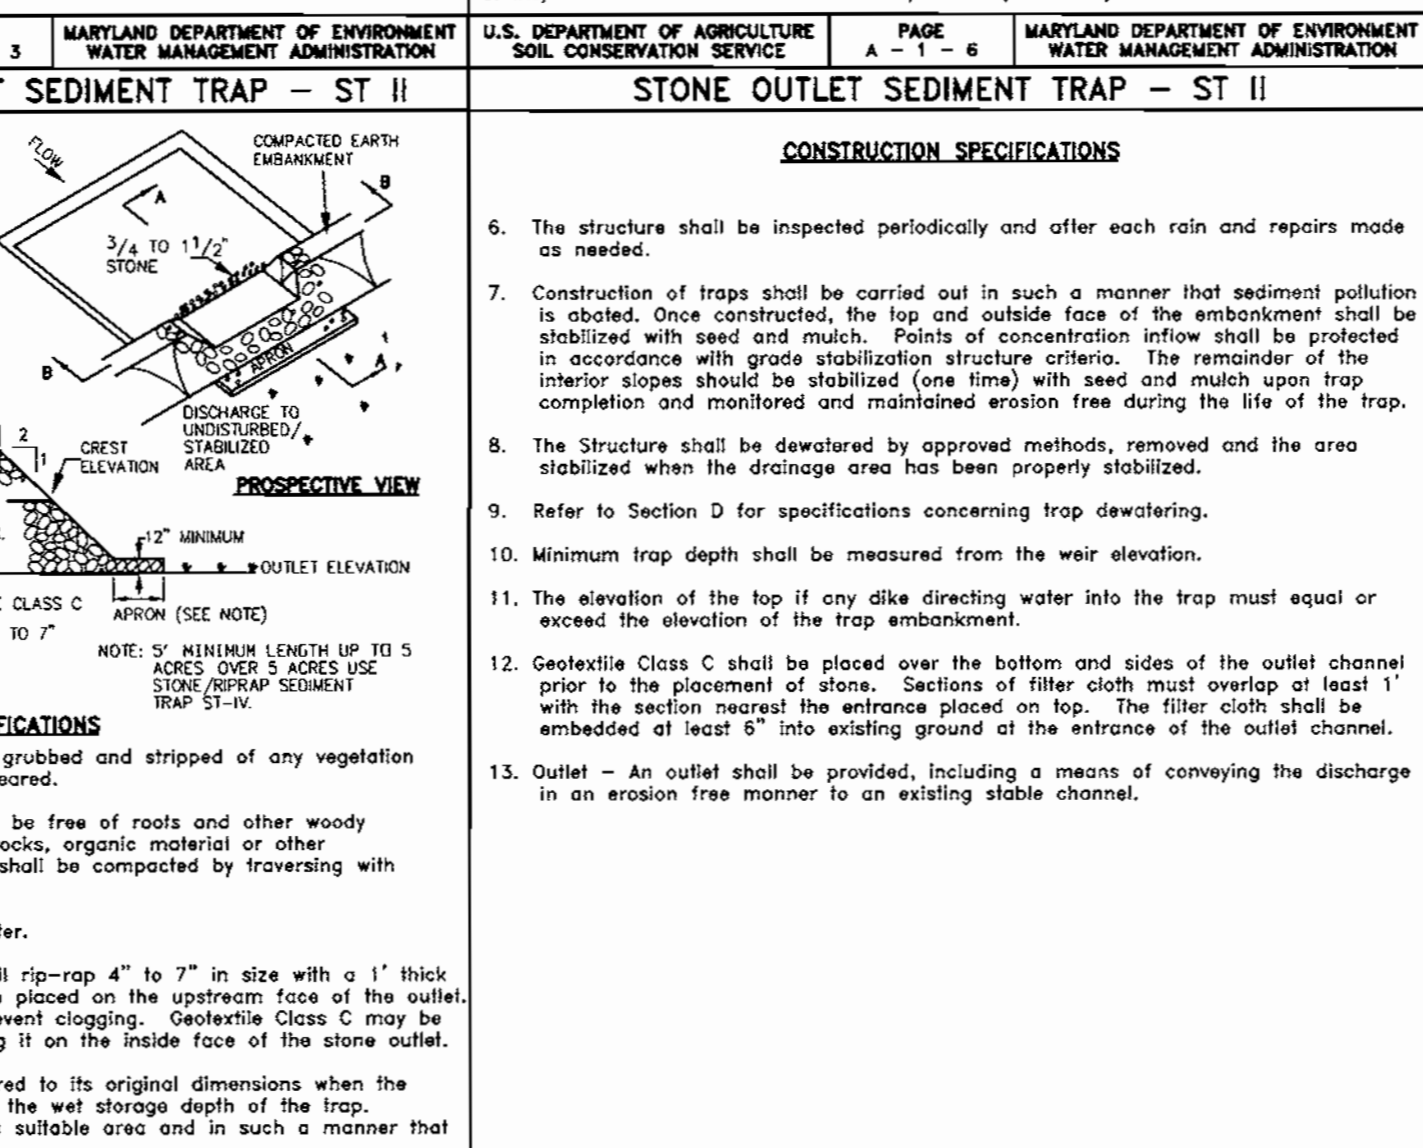 3
MARYLAND DEPARTMENT OF ENVIRONMENT
WATER MANAGEMENT ADMINISTRATION
SEDIMENT TRAP – ST II
FLOW
COMPACTED EARTH
EMBANKMENT
A
B
3/4 TO 1 1/2"
STONE
APRON
B
A
DISCHARGE TO
UNDISTURBED/
STABILIZED
AREA
2
1
CREST
ELEVATION
PROSPECTIVE VIEW
12" MINIMUM
OUTLET ELEVATION
CLASS C
APRON (SEE NOTE)
TO 7"
NOTE: 5' MINIMUM LENGTH UP TO 5
ACRES OVER 5 ACRES USE
STONE/RIPRAP SEDIMENT
TRAP ST-IV.
FICATIONS
grubbed and stripped of any vegetation
eared.
be free of roots and other woody
ocks, organic material or other
shall be compacted by traversing with
ter.
rip-rap 4" to 7" in size with a 1' thick
placed on the upstream face of the outlet.
event clogging. Geotextile Class C may be
g it on the inside face of the stone outlet.
red to its original dimensions when the
the wet storage depth of the trap.
suitable area and in such a manner that
U.S. DEPARTMENT OF AGRICULTURE
SOIL CONSERVATION SERVICE
PAGE
A - 1 - 6
MARYLAND DEPARTMENT OF ENVIRONMENT
WATER MANAGEMENT ADMINISTRATION
STONE OUTLET SEDIMENT TRAP – ST II
CONSTRUCTION SPECIFICATIONS
6. The structure shall be inspected periodically and after each rain and repairs made
as needed.
7. Construction of traps shall be carried out in such a manner that sediment pollution
is abated. Once constructed, the top and outside face of the embankment shall be
stabilized with seed and mulch. Points of concentration inflow shall be protected
in accordance with grade stabilization structure criteria. The remainder of the
interior slopes should be stabilized (one time) with seed and mulch upon trap
completion and monitored and maintained erosion free during the life of the trap.
8. The Structure shall be dewatered by approved methods, removed and the area
stabilized when the drainage area has been properly stabilized.
9. Refer to Section D for specifications concerning trap dewatering.
10. Minimum trap depth shall be measured from the weir elevation.
11. The elevation of the top if any dike directing water into the trap must equal or
exceed the elevation of the trap embankment.
12. Geotextile Class C shall be placed over the bottom and sides of the outlet channel
prior to the placement of stone. Sections of filter cloth must overlap at least 1'
with the section nearest the entrance placed on top. The filter cloth shall be
embedded at least 6" into existing ground at the entrance of the outlet channel.
13. Outlet – An outlet shall be provided, including a means of conveying the discharge
in an erosion free monner to an existing stable channel.